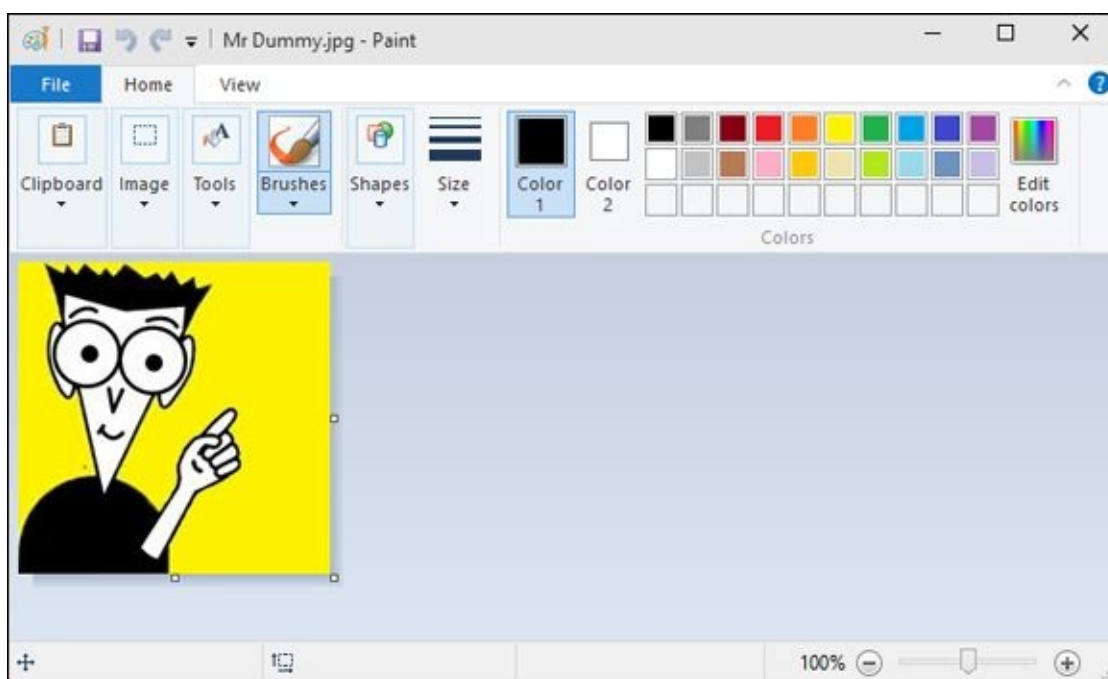 Mr Dummy.jpg - Paint
File Home View
?
Clipboard Image Tools Brushes Shapes Size Color 1 Color 2 Edit colors
Colors
100%